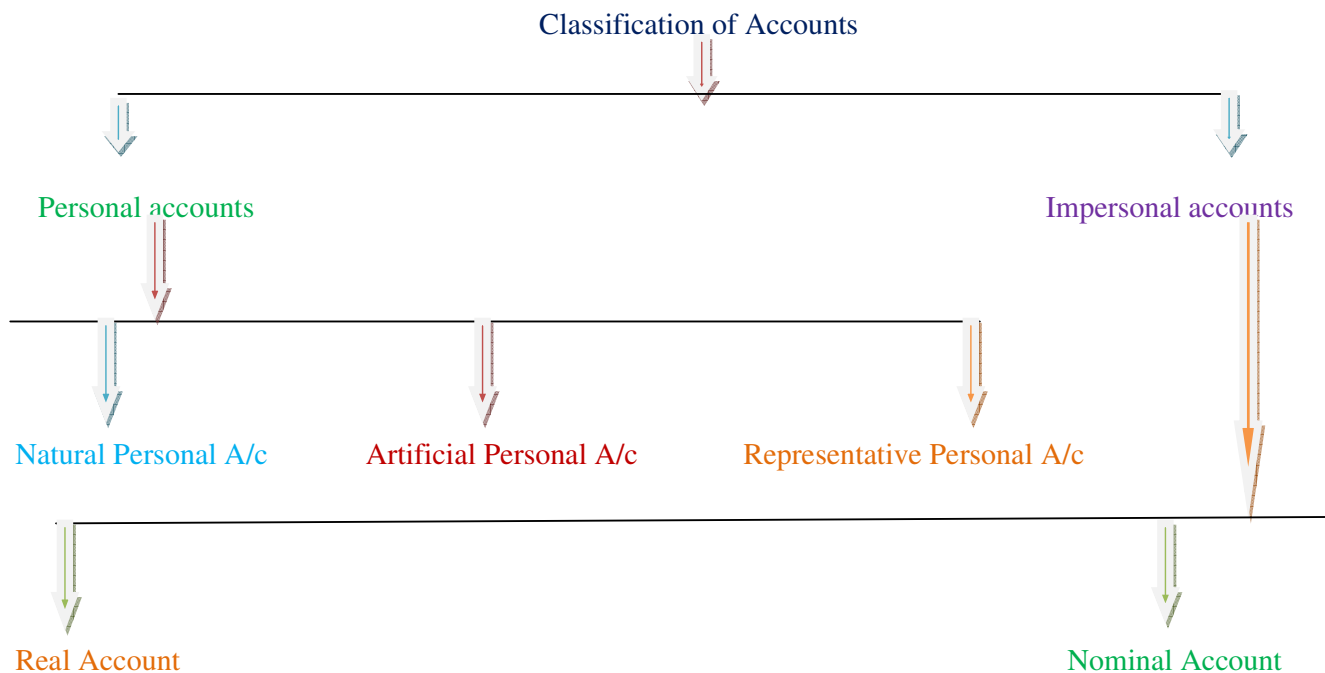 Classification of Accounts
Personal accounts
Impersonal accounts
Natural Personal A/c
Artificial Personal A/c
Representative Personal A/c
Real Account
Nominal Account